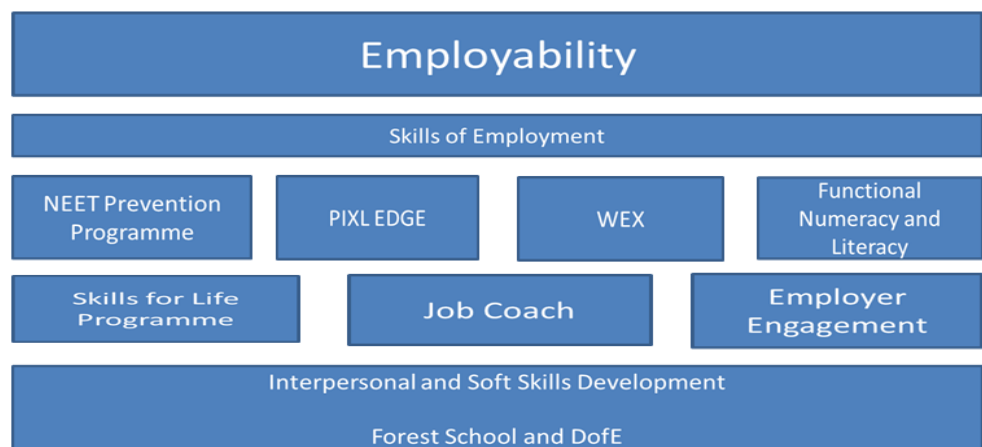 Employability
Skills of Employment
NEET Prevention
Programme
PIXL EDGE
WEX
Functional
Numeracy and
Literacy
Skills for Life
Programme
Job Coach
Employer
Engagement
Interpersonal and Soft Skills Development
Forest School and DofE